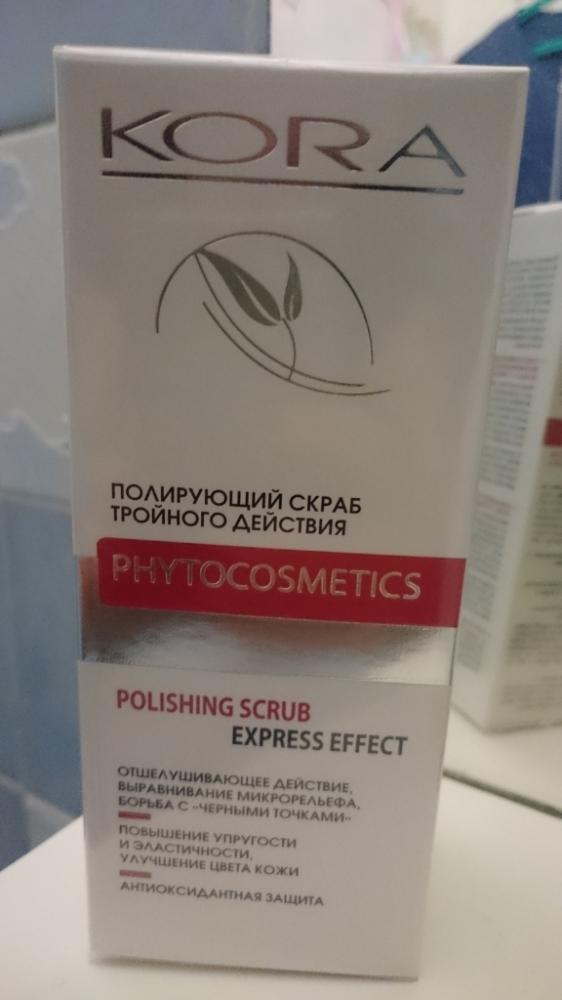 KORA
ПОЛИРУЮЩИЙ СКРАБ
ТРОЙНОГО ДЕЙСТВИЯ
PHYTOCOSMETICS
POLISHING SCRUB
EXPRESS EFFECT
ОТШЕЛУШИВАЮЩЕЕ ДЕЙСТВИЕ,
ВЫРАВНИВАНИЕ МИКРОРЕЛЬЕФА,
БОРЬБА С «ЧЕРНЫМИ ТОЧКАМИ»
ПОВЫШЕНИЕ УПРУГОСТИ
И ЭЛАСТИЧНОСТИ,
УЛУЧШЕНИЕ ЦВЕТА КОЖИ
АНТИОКСИДАНТНАЯ ЗАЩИТА